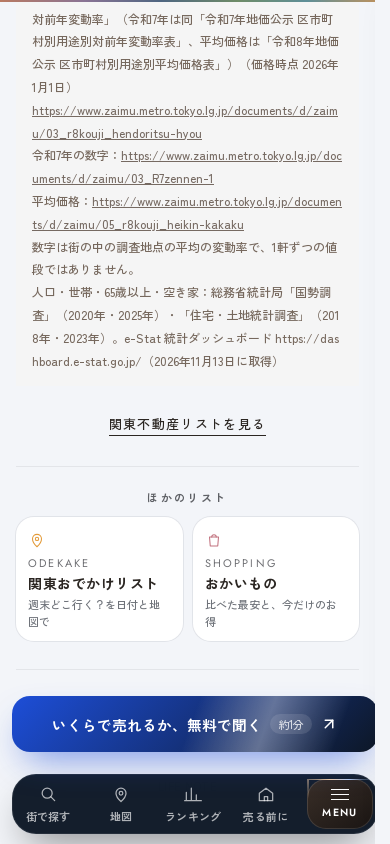 対前年変動率」（令和7年は同「令和7年地価公示 区市町
村別用途別対前年変動率表」、平均価格は「令和8年地価
公示 区市町村別用途別平均価格表」）（価格時点 2026年
1月1日）
https://www.zaimu.metro.tokyo.lg.jp/documents/d/zaim
u/03_r8kouji_hendoritsu-hyou
令和7年の数字：https://www.zaimu.metro.tokyo.lg.jp/doc
uments/d/zaimu/03_R7zennen-1
平均価格：https://www.zaimu.metro.tokyo.lg.jp/documen
ts/d/zaimu/05_r8kouji_heikin-kakaku
数字は街の中の調査地点の平均の変動率で、1軒ずつの値
段ではありません。
人口・世帯・65歳以上・空き家：総務省統計局「国勢調
査」（2020年・2025年）・「住宅・土地統計調査」（201
8年・2023年）。e-Stat 統計ダッシュボード https://das
hboard.e-stat.go.jp/（2026年11月13日に取得）
関東不動産リストを見る
ほかのリスト
ODEKAKE
関東おでかけリスト
週末どこ行く？を日付と地
図で
SHOPPING
おかいもの
比べた最安と、今だけのお
得
いくらで売れるか、無料で聞く 約1分
街で探す 地図 ランキング 売る前に MENU